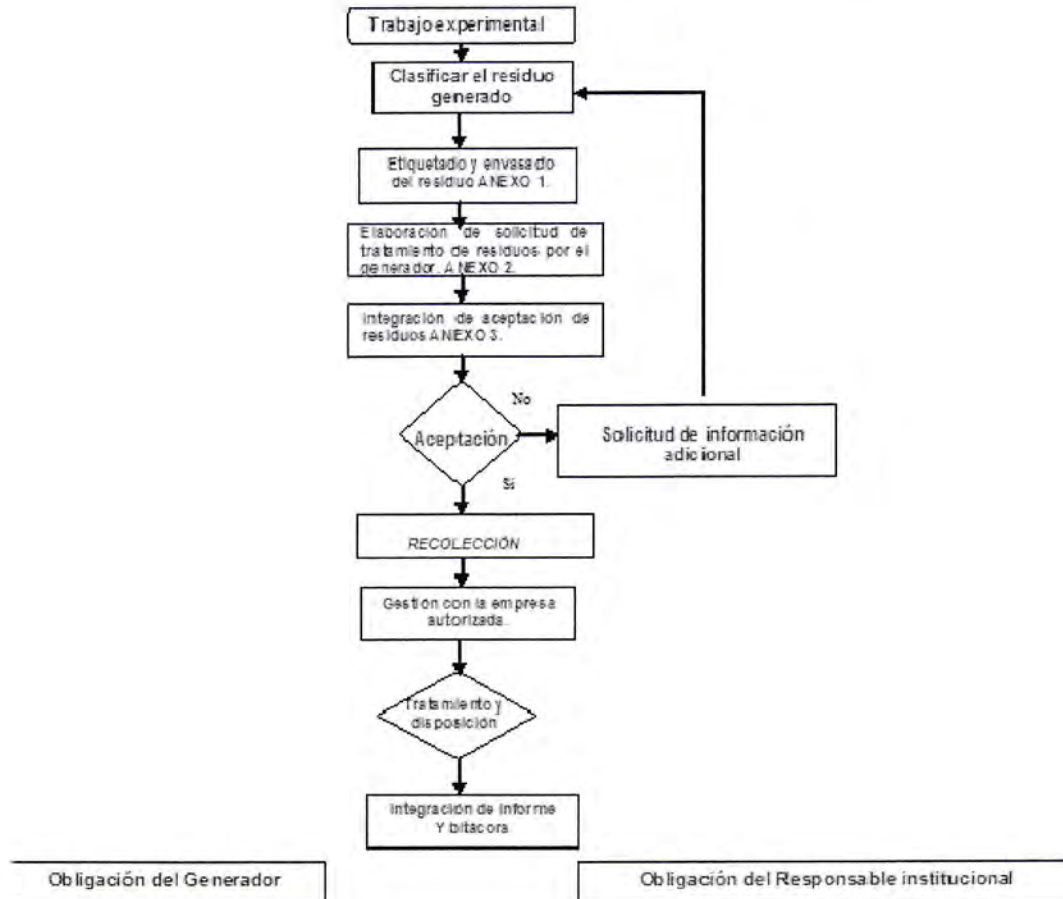 Trabajo experimental
Clasificar el residuo
generado
Etiquetado y envasado
del residuo ANEXO 1.
Elaboración de solicitud de
tratamiento de residuos por el
generador. ANEXO 2.
Integración de aceptación de
residuos ANEXO 3.
Aceptación
No
Solicitud de información
adicional
Si
RECOLECCIÓN
Gestión con la empresa
autorizada.
Tratamiento y
disposición
Integración de informe
Y bitácora
Obligación del Generador
Obligación del Responsable institucional